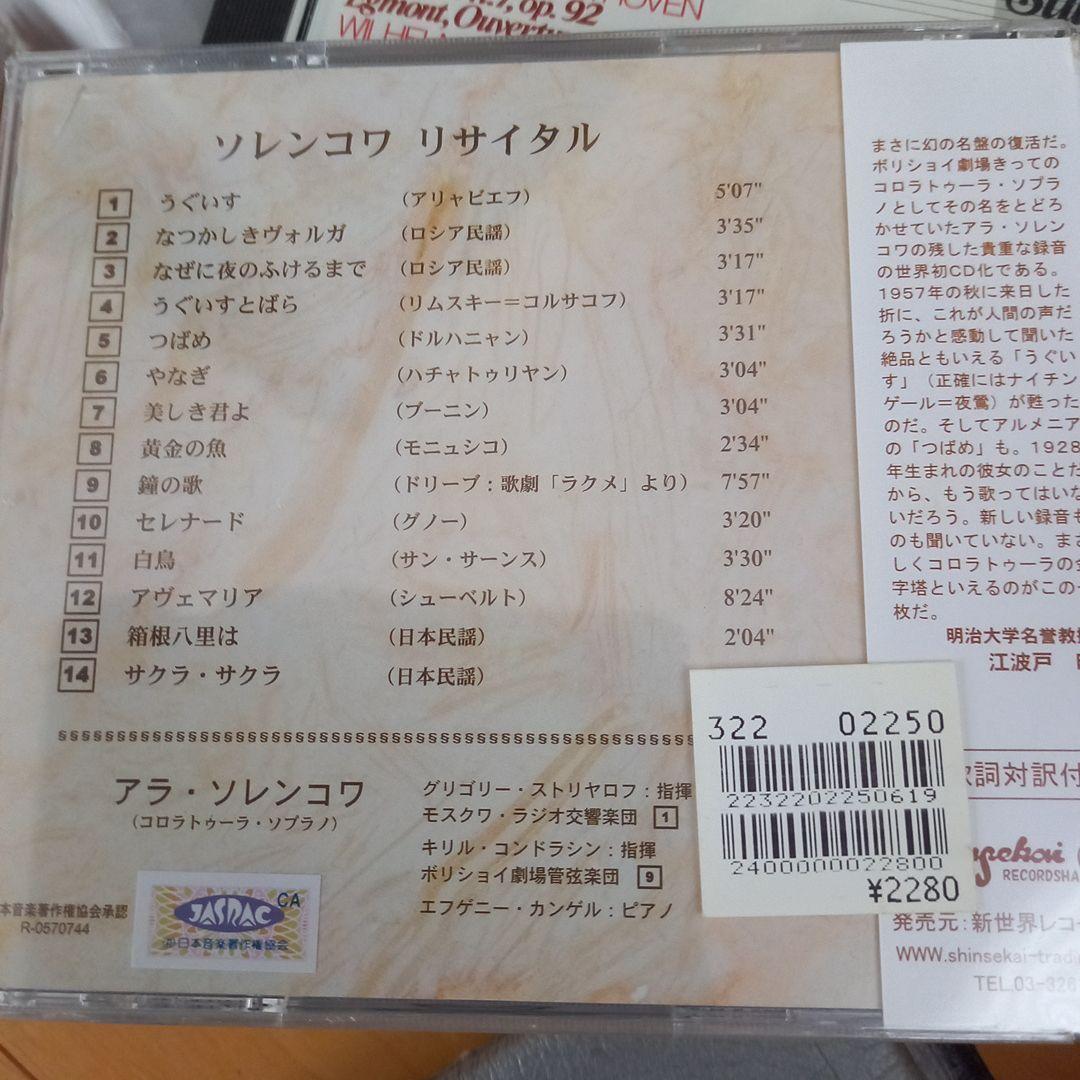 op. 92
Egmont, Ouvertu
ソレンコワ リサイタル
1 うぐいす (アリャビエフ) 5'07"
2 なつかしきヴォルガ (ロシア民謡) 3'35"
3 なぜに夜のふけるまで (ロシア民謡) 3'17"
4 うぐいすとばら (リムスキー=コルサコフ) 3'17"
5 つばめ (ドルハニャン) 3'31"
6 やなぎ (ハチャトゥリヤン) 3'04"
7 美しき君よ (ブーニン) 3'04"
8 黄金の魚 (モニュシコ) 2'34"
9 鐘の歌 (ドリーブ:歌劇「ラクメ」より) 7'57"
10 セレナード (グノー) 3'20"
11 白鳥 (サン・サーンス) 3'30"
12 アヴェマリア (シューベルト) 8'24"
13 箱根八里は (日本民謡) 2'04"
14 サクラ・サクラ (日本民謡)
§§§§§§§§§§§§§§§§§§§§§§§§§§§§§§§§§§§§§§§§§§§§§§§§§§§§
アラ・ソレンコワ
(コロラトゥーラ・ソプラノ)
グリゴリー・ストリヤロフ:指揮
モスクワ・ラジオ交響楽団 1
キリル・コンドラシン:指揮
ボリショイ劇場管弦楽団 9
エフゲニー・カンゲル:ピアノ
本音楽著作権協会承認
R-0570744
JASRAC
CA
日本音楽著作権協会
322 02250
2232202250619
2400000022800
¥2280
まさに幻の名盤の復活だ。
ボリショイ劇場きっての
コロラトゥーラ・ソプラ
ノとしてその名をとどろ
かせていたアラ・ソレン
コワの残した貴重な録音
の世界初CD化である。
1957年の秋に来日した
折に、これが人間の声だ
ろうかと感動して聞いた
絶品ともいえる「うぐい
す」(正確にはナイチン
ゲール=夜鶯)が甦った
のだ。そしてアルメニア
の「つばめ」も。1928
年生まれの彼女のことだ
から、もう歌ってはいな
いだろう。新しい録音も
のも聞いていない。まさ
しくコロラトゥーラの金
字塔といえるのがこの一
枚だ。
明治大学名誉教授
江波戸
歌詞対訳付
RECORDSHA
発売元:新世界レコー
WWW.shinsekai-tradi
TEL.03-326